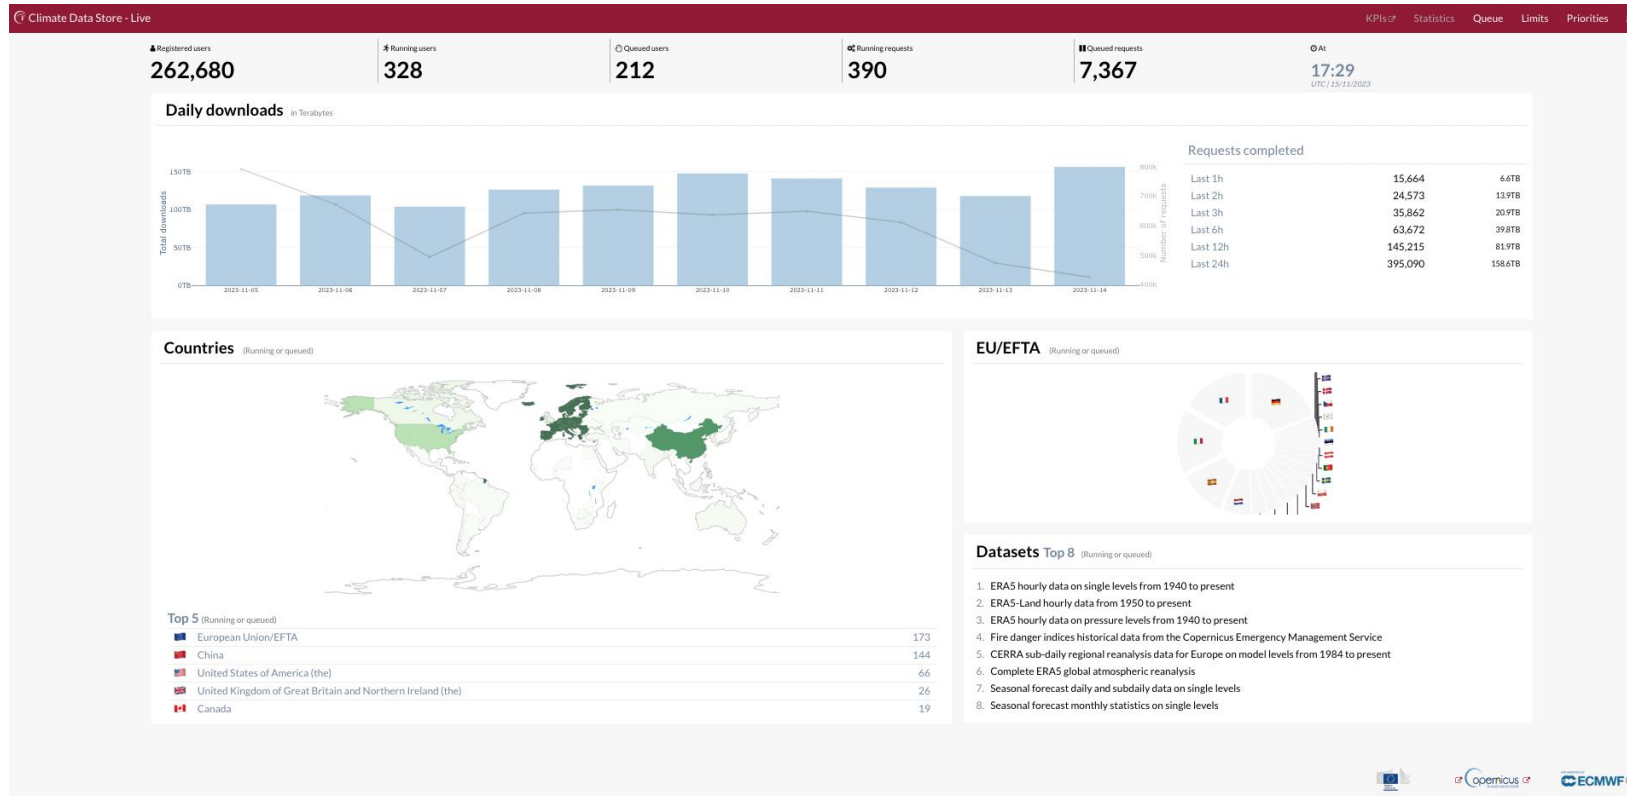 Climate Data Store - Live
KPIs Statistics Queue Limits Priorities
Registered users
262,680
Running users
328
Queued users
212
Running requests
390
Queued requests
7,367
At
17:29
UTC | 15/11/2023
Daily downloads in Terabytes
Total downloads
150TB
100TB
50TB
0TB
2023-11-05 2023-11-06 2023-11-07 2023-11-08 2023-11-09 2023-11-10 2023-11-11 2023-11-12 2023-11-13 2023-11-14
800k
700k
600k
500k
400k
Number of requests
Requests completed
Last 1h 15,664 6.6TB
Last 2h 24,573 13.9TB
Last 3h 35,862 20.9TB
Last 6h 63,672 39.8TB
Last 12h 145,215 81.9TB
Last 24h 395,090 158.6TB
Countries (Running or queued)
Top 5 (Running or queued)
European Union/EFTA 173
China 144
United States of America (the) 66
United Kingdom of Great Britain and Northern Ireland (the) 26
Canada 19
EU/EFTA (Running or queued)
Datasets Top 8 (Running or queued)
1. ERA5 hourly data on single levels from 1940 to present
2. ERA5-Land hourly data from 1950 to present
3. ERA5 hourly data on pressure levels from 1940 to present
4. Fire danger indices historical data from the Copernicus Emergency Management Service
5. CERRA sub-daily regional reanalysis data for Europe on model levels from 1984 to present
6. Complete ERA5 global atmospheric reanalysis
7. Seasonal forecast daily and subdaily data on single levels
8. Seasonal forecast monthly statistics on single levels
opernicus
ECMWF